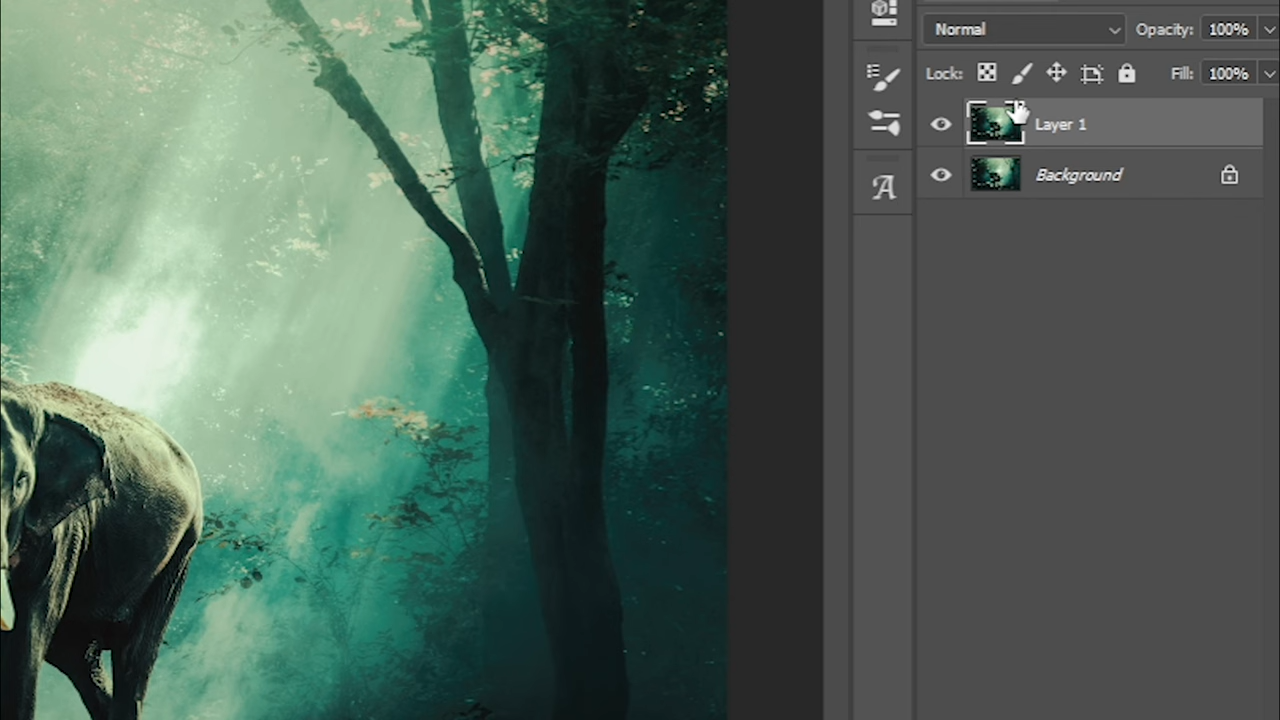 Normal Opacity: 100%
Lock: Fill: 100%
Layer 1
Background
A